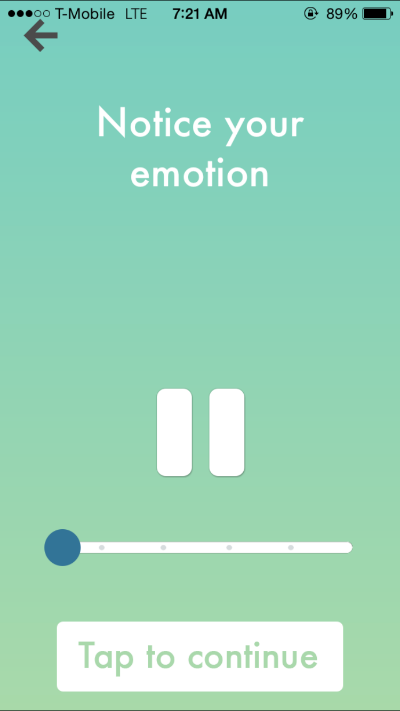 T-Mobile LTE 7:21 AM 89%
Notice your
emotion
Tap to continue